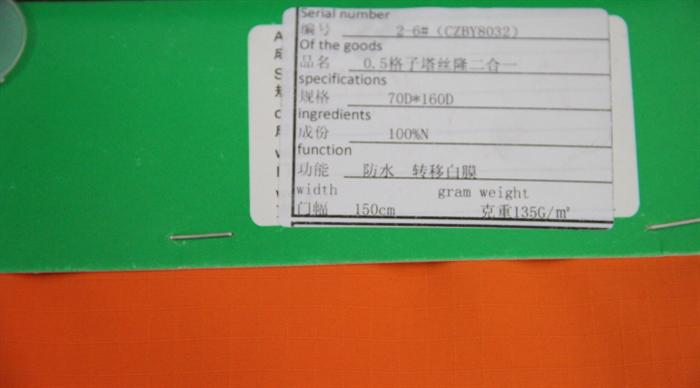 Serial number
编号 2-6#（CZBY8032）
Of the goods
品名 0.5格子塔丝隆二合一
specifications
规格 70D*160D
ingredients
成份 100%N
function
功能 防水 转移白膜
width gram weight
门幅 150cm 克重135G/m²